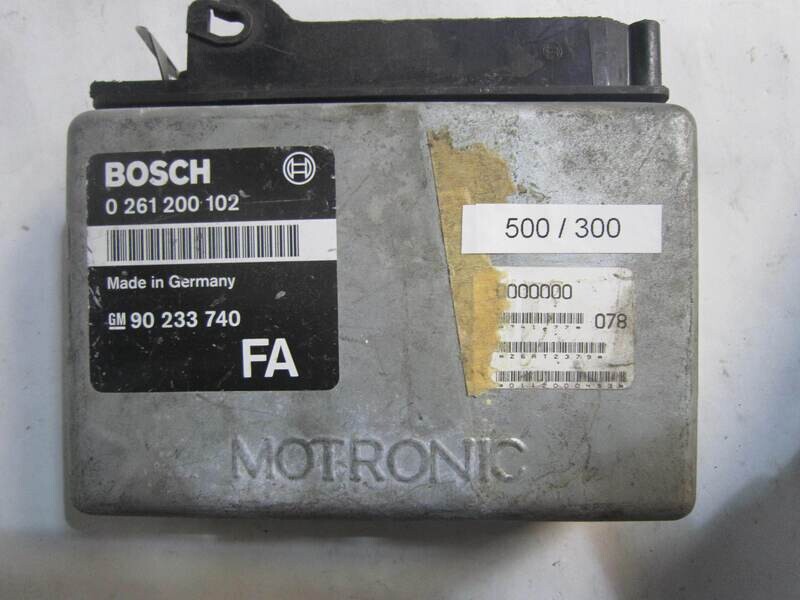 BOSCH
0 261 200 102
Made in Germany
GM 90 233 740
FA
500 / 300
000000
078
MOTRONIC